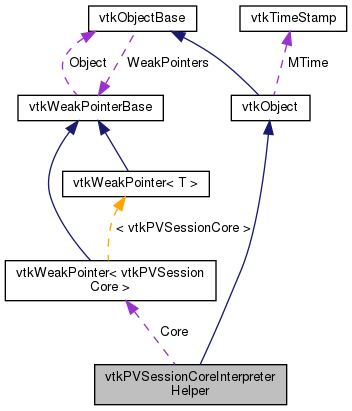 vtkObjectBase
vtkTimeStamp
Object
WeakPointers
MTime
vtkWeakPointerBase
vtkObject
vtkWeakPointer< T >
< vtkPVSessionCore >
vtkWeakPointer< vtkPVSession
Core >
Core
vtkPVSessionCoreInterpreter
Helper